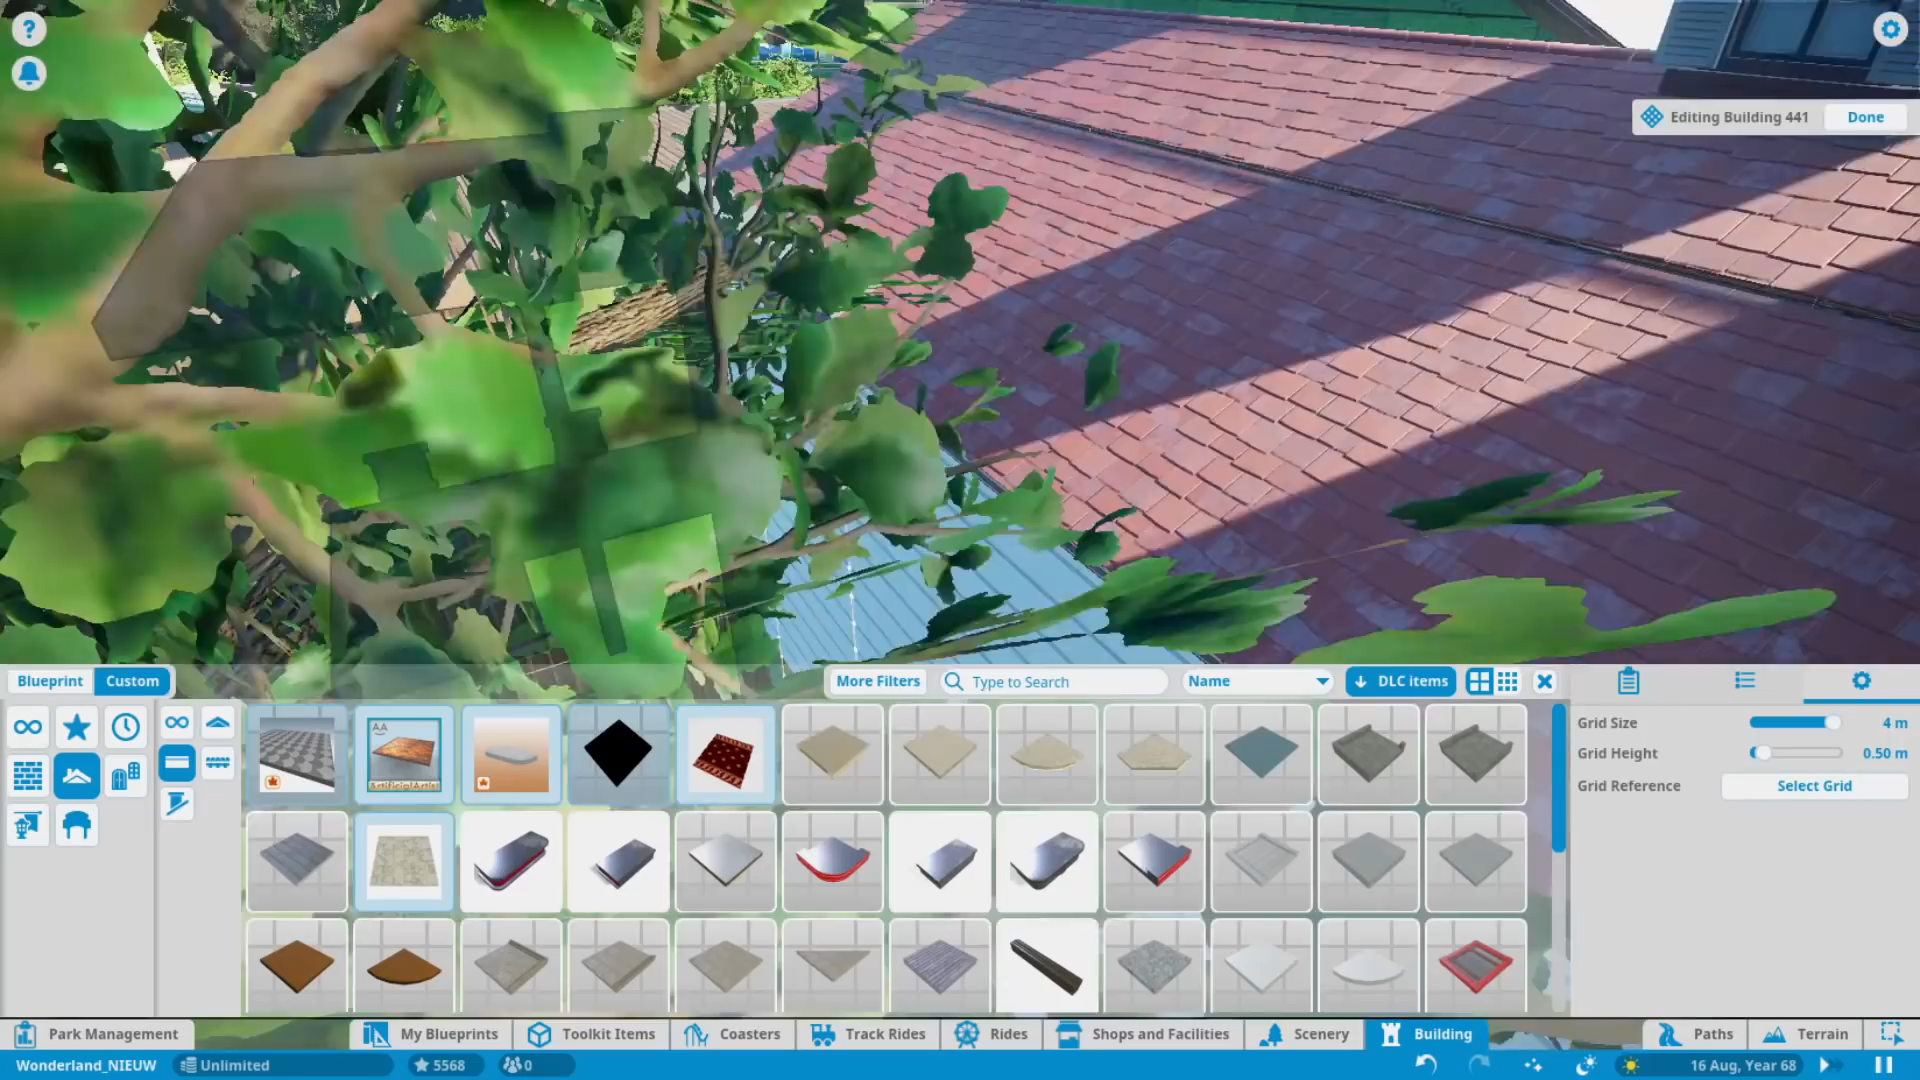 ?
Editing Building 441
Done
Blueprint
Custom
More Filters
Type to Search
Name
DLC items
AA
ArtificialArtist
Grid Size
4 m
Grid Height
0.50 m
Grid Reference
Select Grid
Park Management
My Blueprints
Toolkit Items
Coasters
Track Rides
Rides
Shops and Facilities
Scenery
Building
Paths
Terrain
Wonderland_NIEUW
Unlimited
5568
0
16 Aug, Year 68